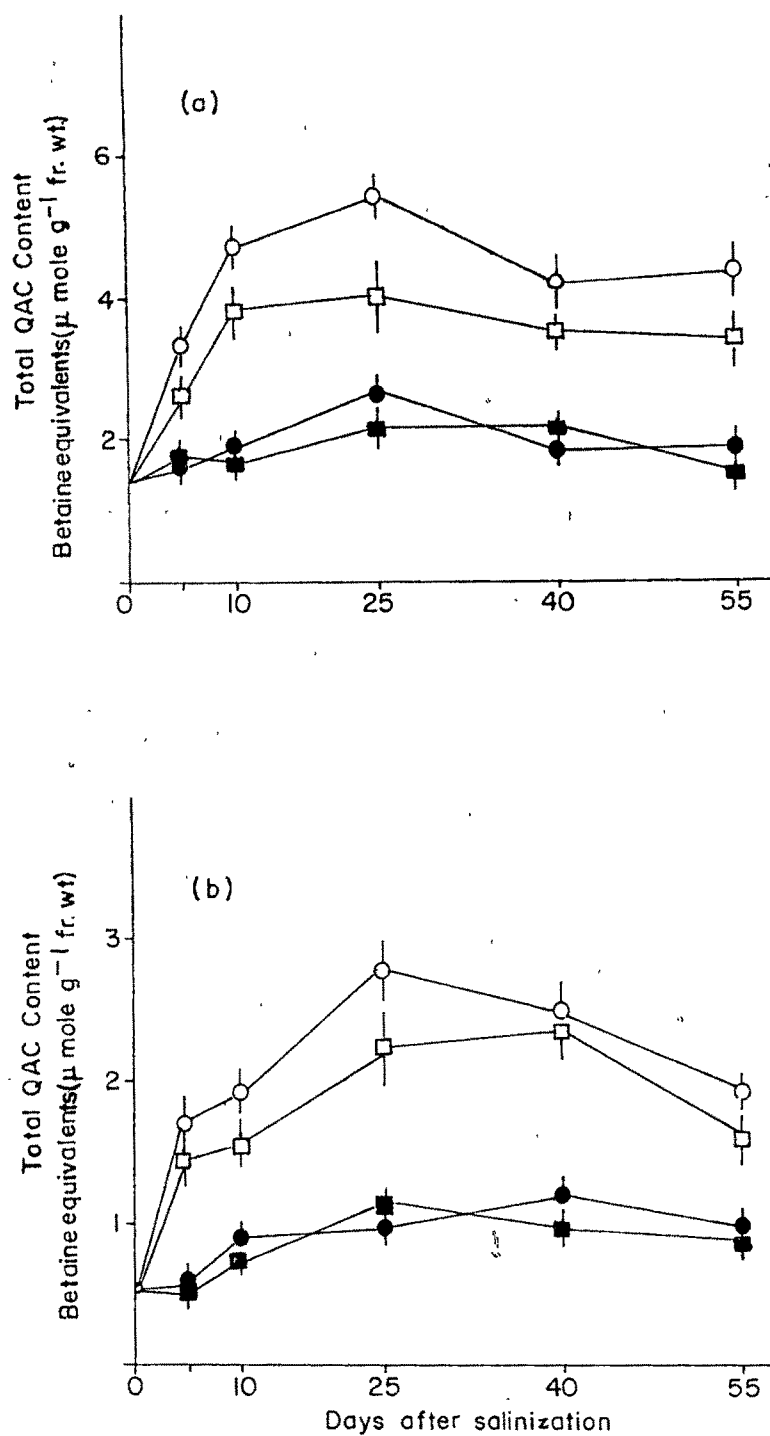 (a)
Total QAC Content
Betaine equivalents(μ mole g⁻¹ fr. wt.)
6
4
2
0
10
25
40
55
(b)
Total QAC Content
Betaine equivalents(μ mole g⁻¹ fr. wt)
3
2
1
0
10
25
40
55
Days after salinization